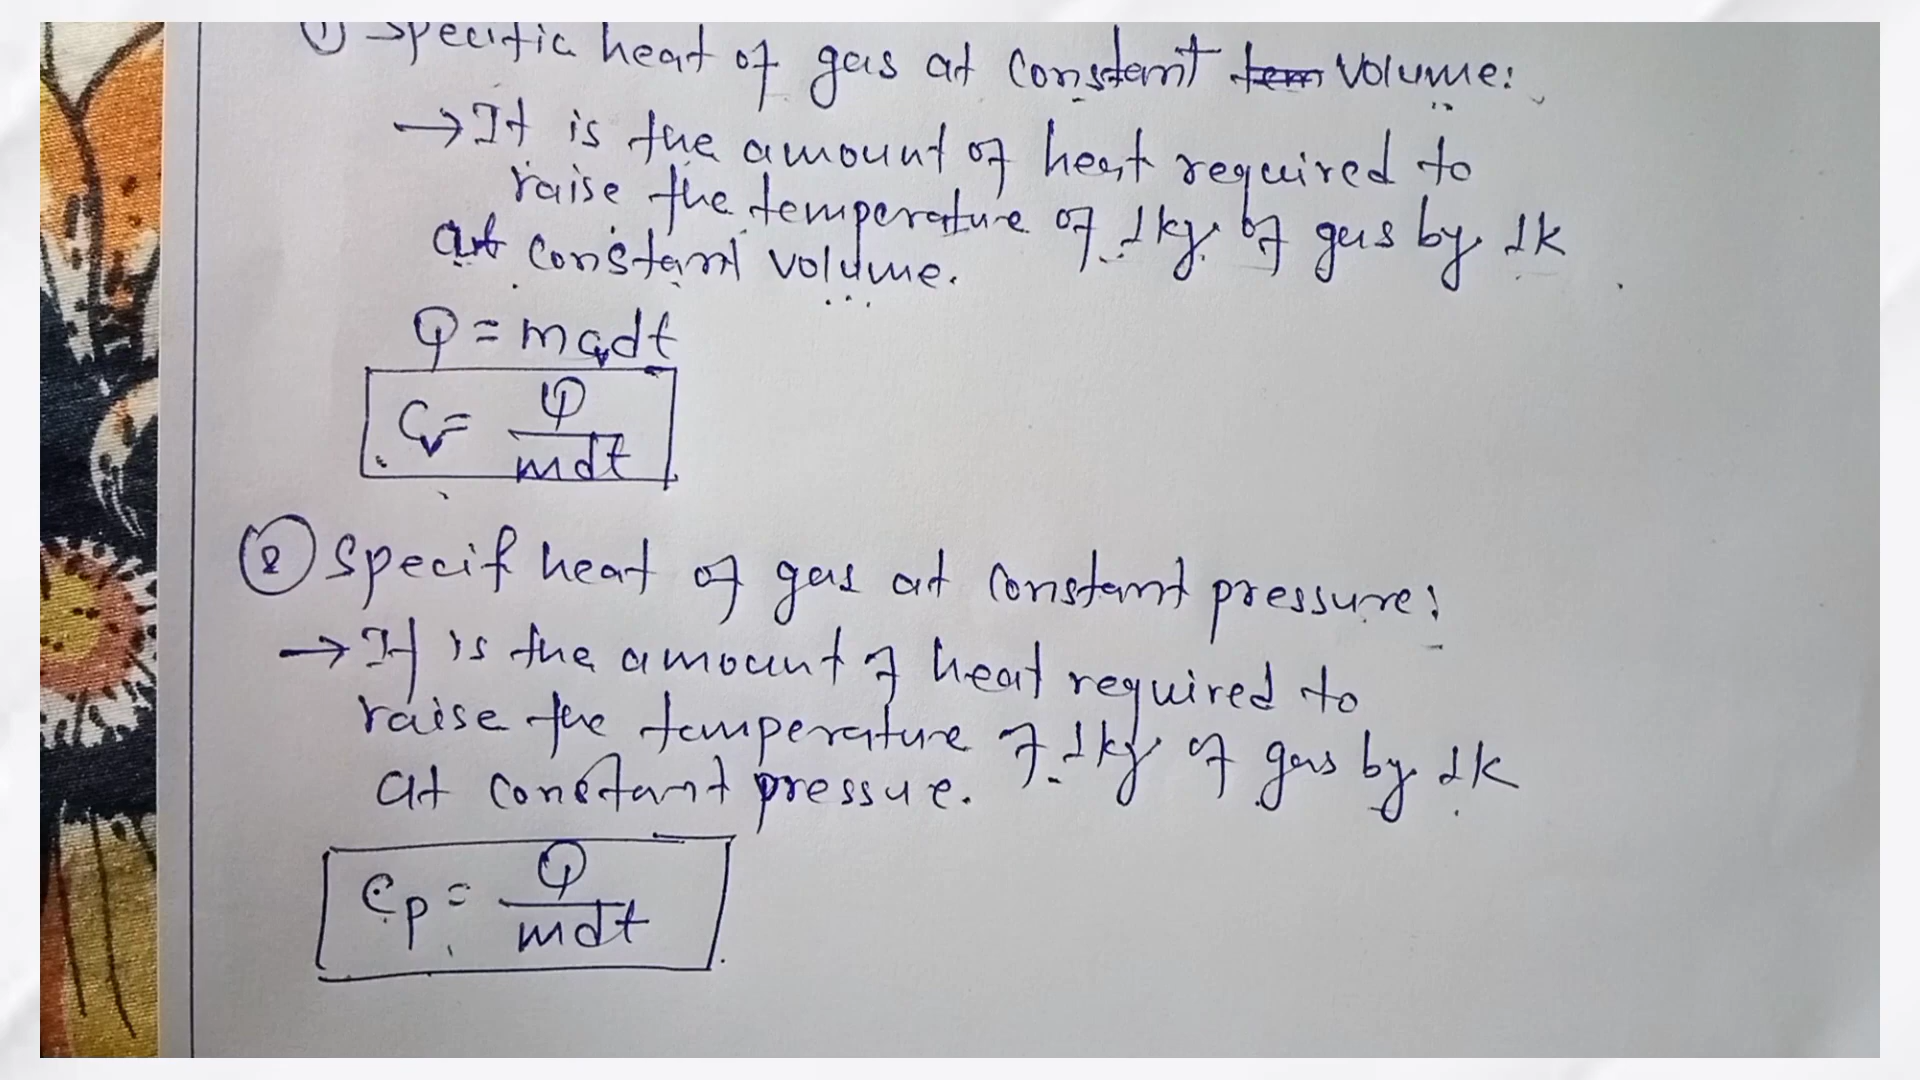 ① Specific heat of gas at constant volume:
→ It is the amount of heat required to
raise the temperature of 1kg of gas by 1K
at constant volume.
Q = mcvdt
Cv = Q
mdt
② Specif heat of gas at constant pressure:
→ It is the amount of heat required to
raise the temperature of 1kg of gas by 1K
at constant pressue.
Cp = Q
mdt